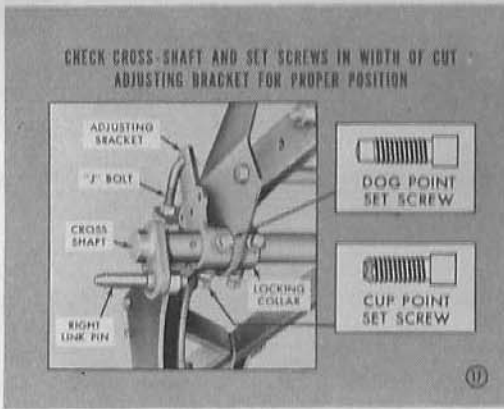 CHECK CROSS-SHAFT AND SET SCREWS IN WIDTH OF CUT
ADJUSTING BRACKET FOR PROPER POSITION
ADJUSTING
BRACKET
"J" BOLT
CROSS
SHAFT
RIGHT
LINK PIN
LOCKING
COLLAR
DOG POINT
SET SCREW
CUP POINT
SET SCREW